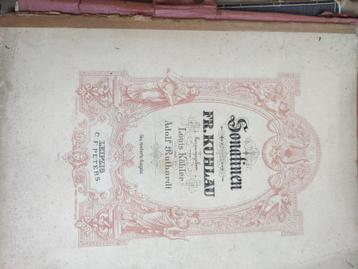 Sonatinen
FR. KUHLAU
Louis Köhler
Adolf Ruthardt
LEIPZIG
C. F. PETERS